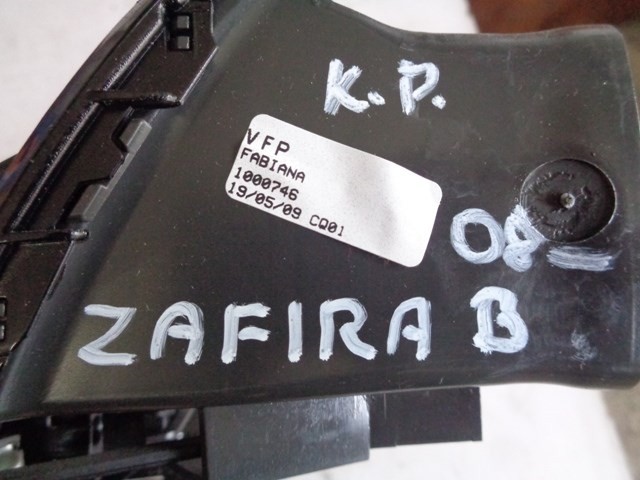 K.P.
VFP
FABIANA
1000746
19/05/09 CQ01
08-
ZAFIRA B